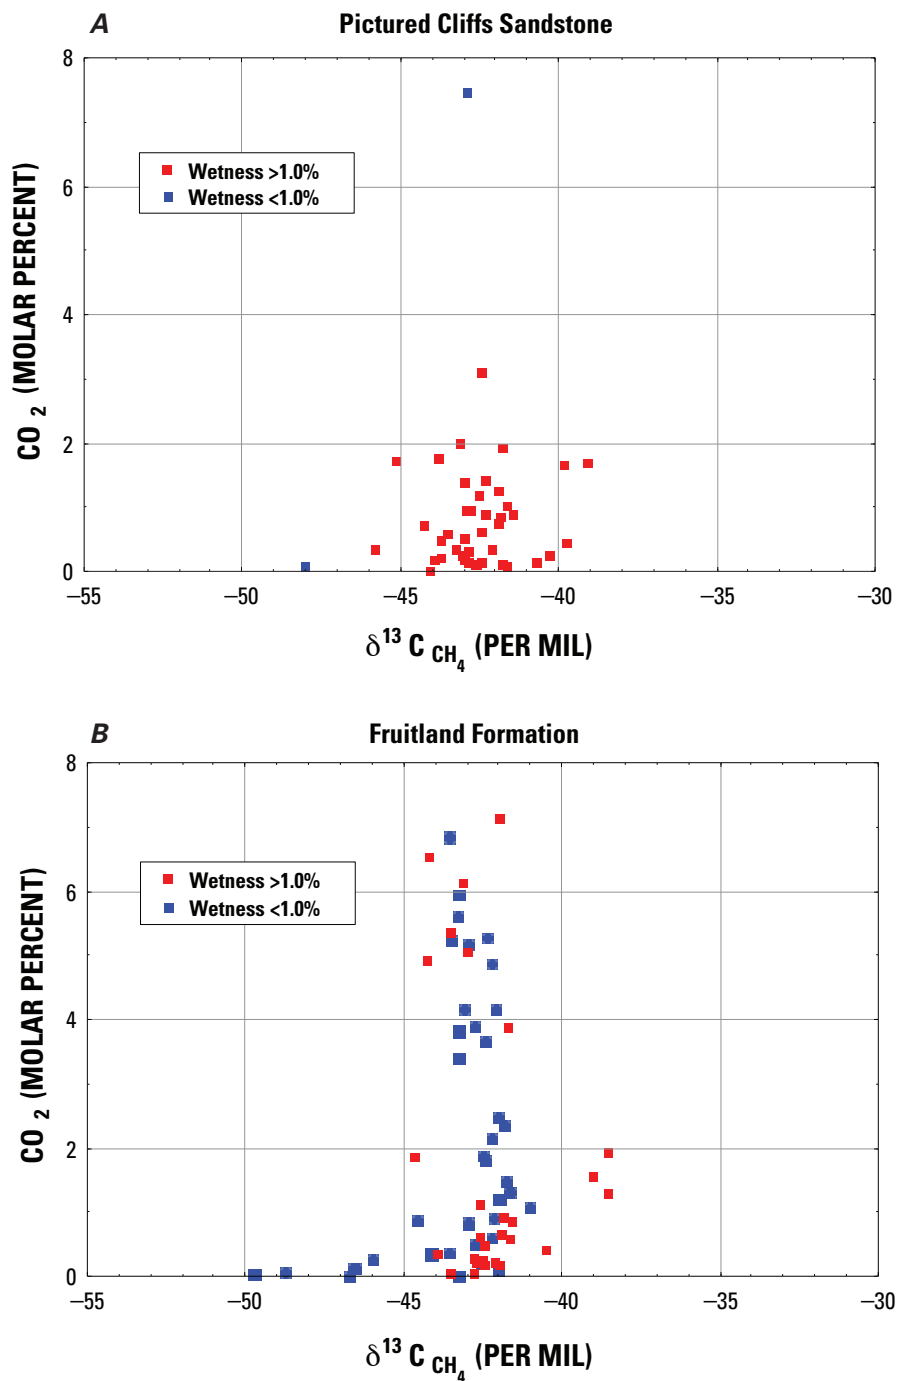 A Pictured Cliffs Sandstone
8
Wetness >1.0%
Wetness <1.0%
6
4
2
0
CO 2 (MOLAR PERCENT)
–55 –50 –45 –40 –35 –30
δ13 C CH4 (PER MIL)
B Fruitland Formation
8
Wetness >1.0%
Wetness <1.0%
6
4
2
0
CO 2 (MOLAR PERCENT)
–55 –50 –45 –40 –35 –30
δ13 C CH4 (PER MIL)